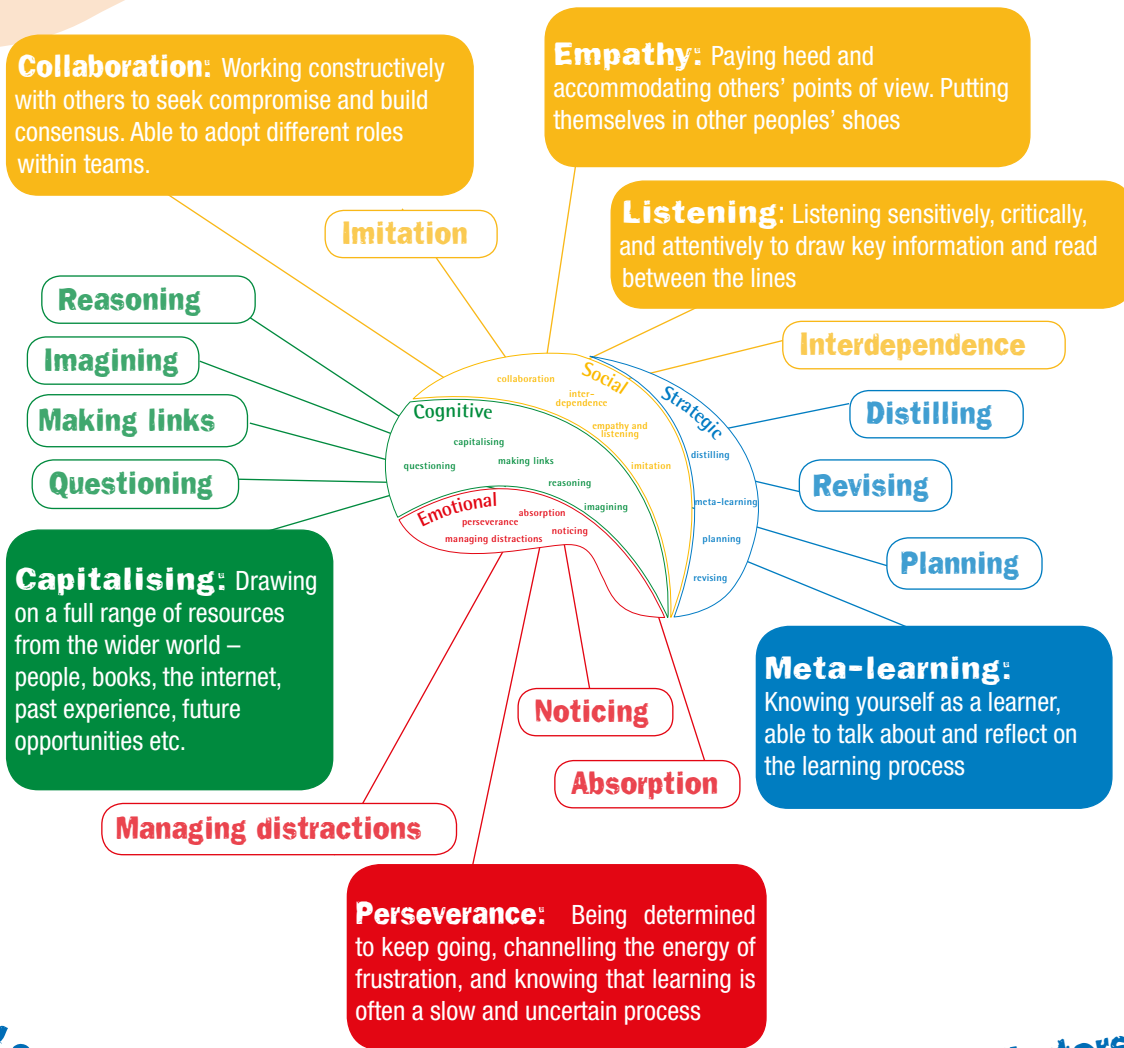 Collaboration: Working constructively
with others to seek compromise and build
consensus. Able to adopt different roles
within teams.
Empathy: Paying heed and
accommodating others’ points of view. Putting
themselves in other peoples’ shoes
Imitation
Listening: Listening sensitively, critically,
and attentively to draw key information and read
between the lines
Reasoning
Imagining
Making links
Questioning
Interdependence
Distilling
Revising
Planning
Social
collaboration
inter-
dependence
empathy and
listening
imitation
Cognitive
capitalising
questioning
making links
reasoning
imagining
Emotional
absorption
perseverance
noticing
managing distractions
Strategic
distilling
meta-learning
planning
revising
Capitalising: Drawing
on a full range of resources
from the wider world –
people, books, the internet,
past experience, future
opportunities etc.
Meta-learning:
Knowing yourself as a learner,
able to talk about and reflect on
the learning process
Noticing
Absorption
Managing distractions
Perseverance: Being determined
to keep going, channelling the energy of
frustration, and knowing that learning is
often a slow and uncertain process